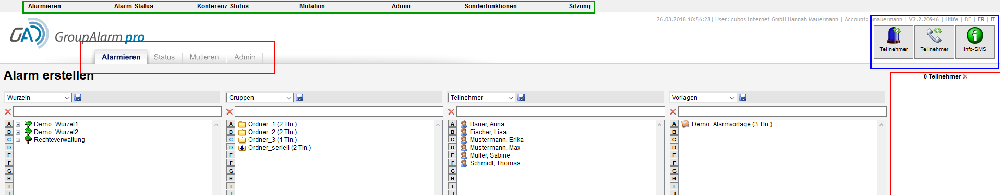 Alarmieren Alarm-Status Konferenz-Status Mutation Admin Sonderfunktionen Sitzung
26.03.2018 10:56:28| User: cubos Internet GmbH Hannah Mauermann | Account: hmauermann | V2.2.20946 | Hilfe | DE | FR | IT
GAD GroupAlarm pro
Teilnehmer Teilnehmer Info-SMS
Alarmieren Status Mutieren Admin
Alarm erstellen
0 Teilnehmer
Wurzeln Gruppen Teilnehmer Vorlagen
A Demo_Wurzel1 A Ordner_1 (2 Tln.) A Bauer, Anna A Demo_Alarmvorlage (3 Tln.)
B Demo_Wurzel2 B Ordner_2 (2 Tln.) B Fischer, Lisa B
C Rechteverwaltung C Ordner_3 (1 Tln.) C Mustermann, Erika C
D D Ordner_seriell (2 Tln.) D Mustermann, Max D
E E E Müller, Sabine E
F F F Schmidt, Thomas F
G G G G
H H H H
I I I I
J J J J